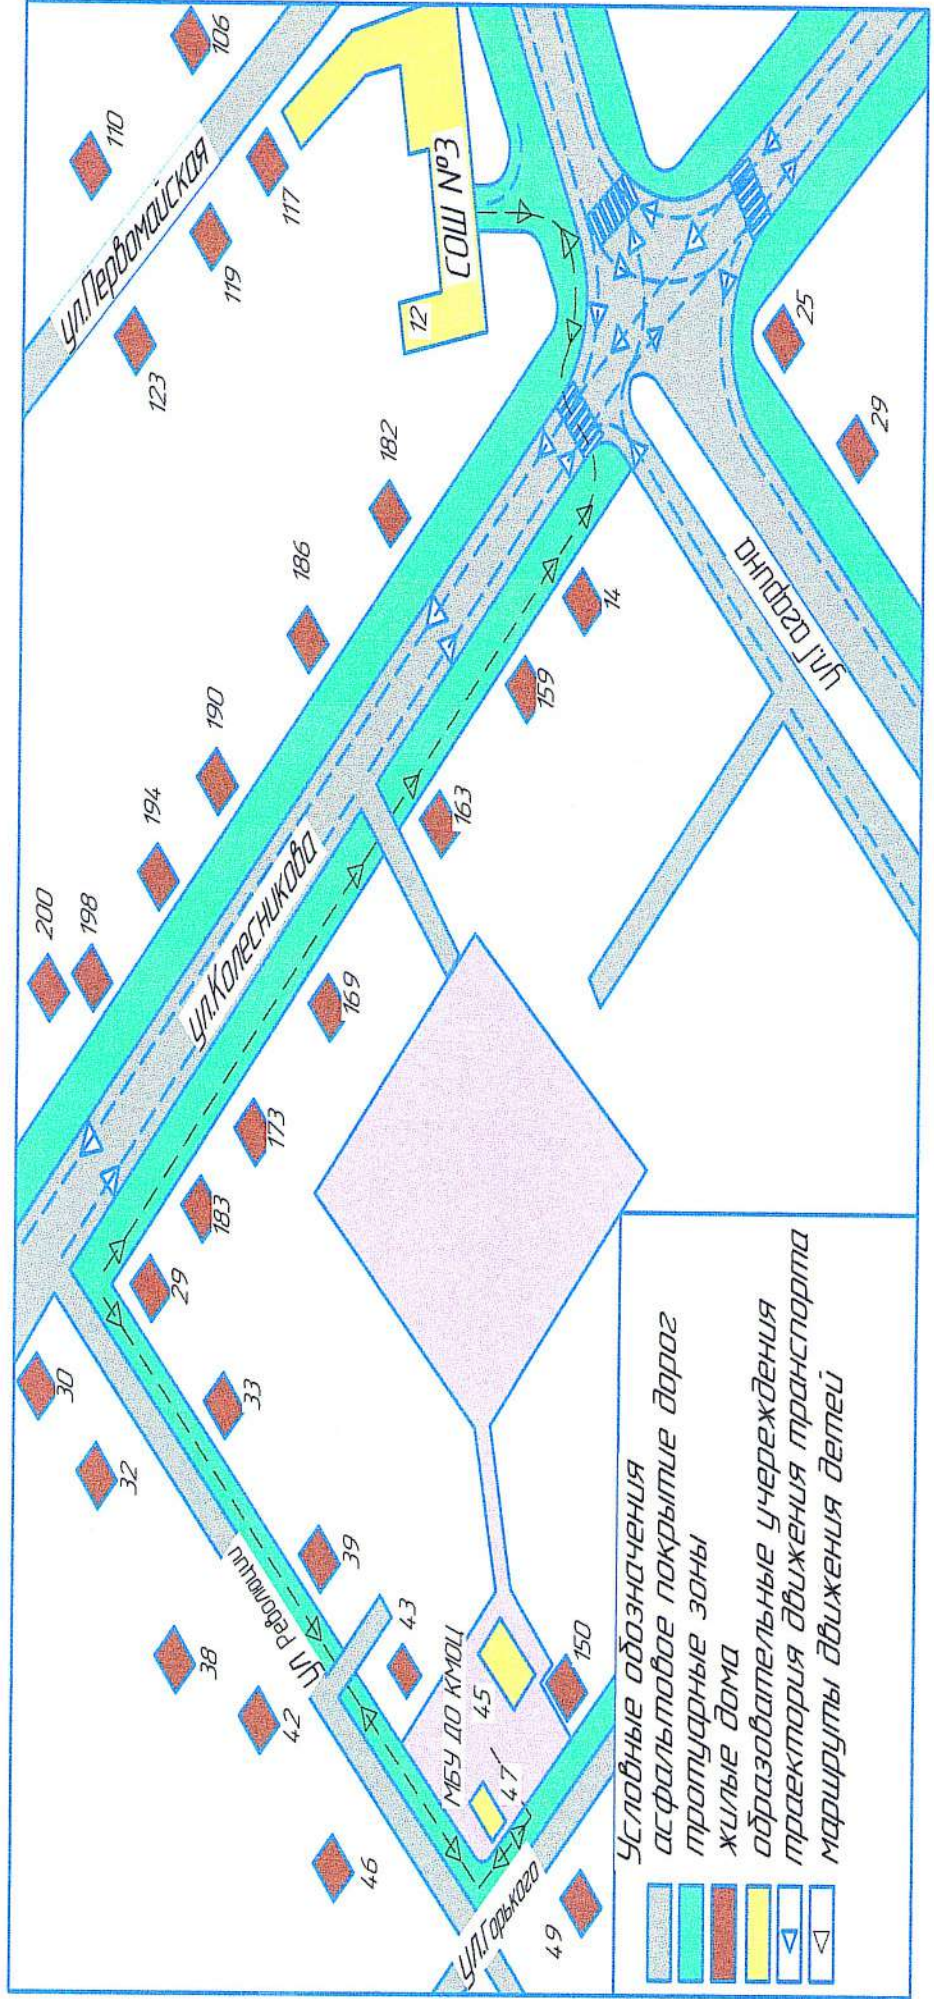 106
110
ул.Первомайская
117
119
123
12
СОШ №3
182
186
190
194
200
198
ул.Колесникова
25
29
14
159
163
ул.Гагарина
169
173
183
29
30
33
32
39
ул Революции
38
43
42
МБУ ДО КМОЦ
45
150
47
46
ул.Горького
49
Условные обозначения
асфальтовое покрытие дорог
тротуарные зоны
жилые дома
образовательные учереждения
траектория движения транспорта
маршруты движения детей